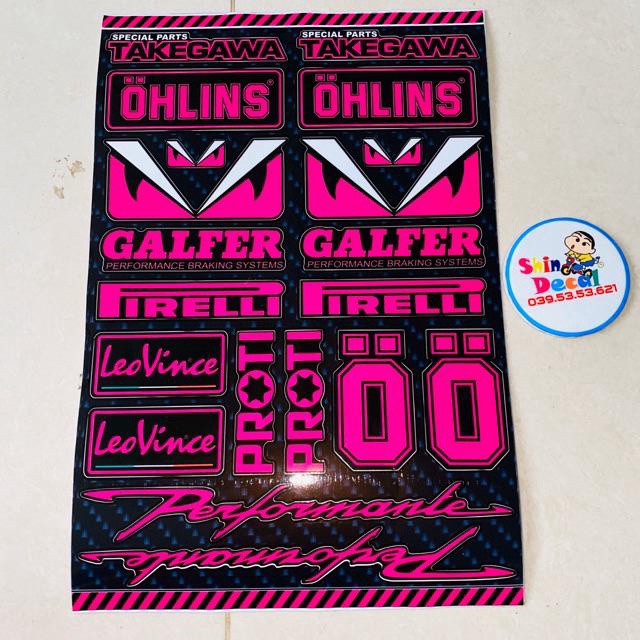 SPECIAL PARTS
TAKEGAWA
SPECIAL PARTS
TAKEGAWA
ÖHLINS®
ÖHLINS®
GALFER
PERFORMANCE BRAKING SYSTEMS
GALFER
PERFORMANCE BRAKING SYSTEMS
PIRELLI
PIRELLI
LeoVince
LeoVince
PROTI
PROTI
Ö
Ö
Performante
Performante
Shin
Decal
039.53.53.621